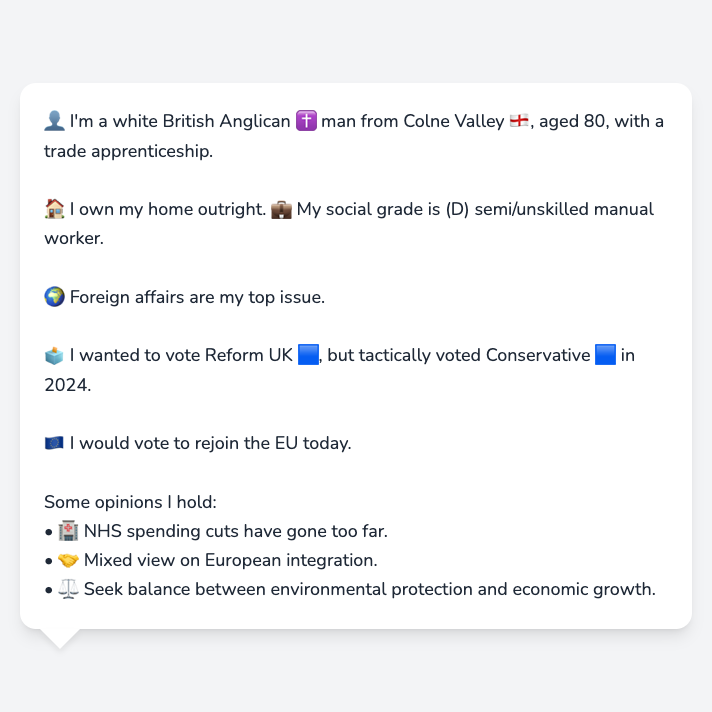 👤 I'm a white British Anglican ✝️ man from Colne Valley 🏴󠁧󠁢󠁥󠁮󠁧󠁿, aged 80, with a
trade apprenticeship.
🏠 I own my home outright. 💼 My social grade is (D) semi/unskilled manual
worker.
🌍 Foreign affairs are my top issue.
🗳️ I wanted to vote Reform UK 🟦, but tactically voted Conservative 🟦 in
2024.
🇪🇺 I would vote to rejoin the EU today.
Some opinions I hold:
• 🏥 NHS spending cuts have gone too far.
• 🤝 Mixed view on European integration.
• ⚖️ Seek balance between environmental protection and economic growth.